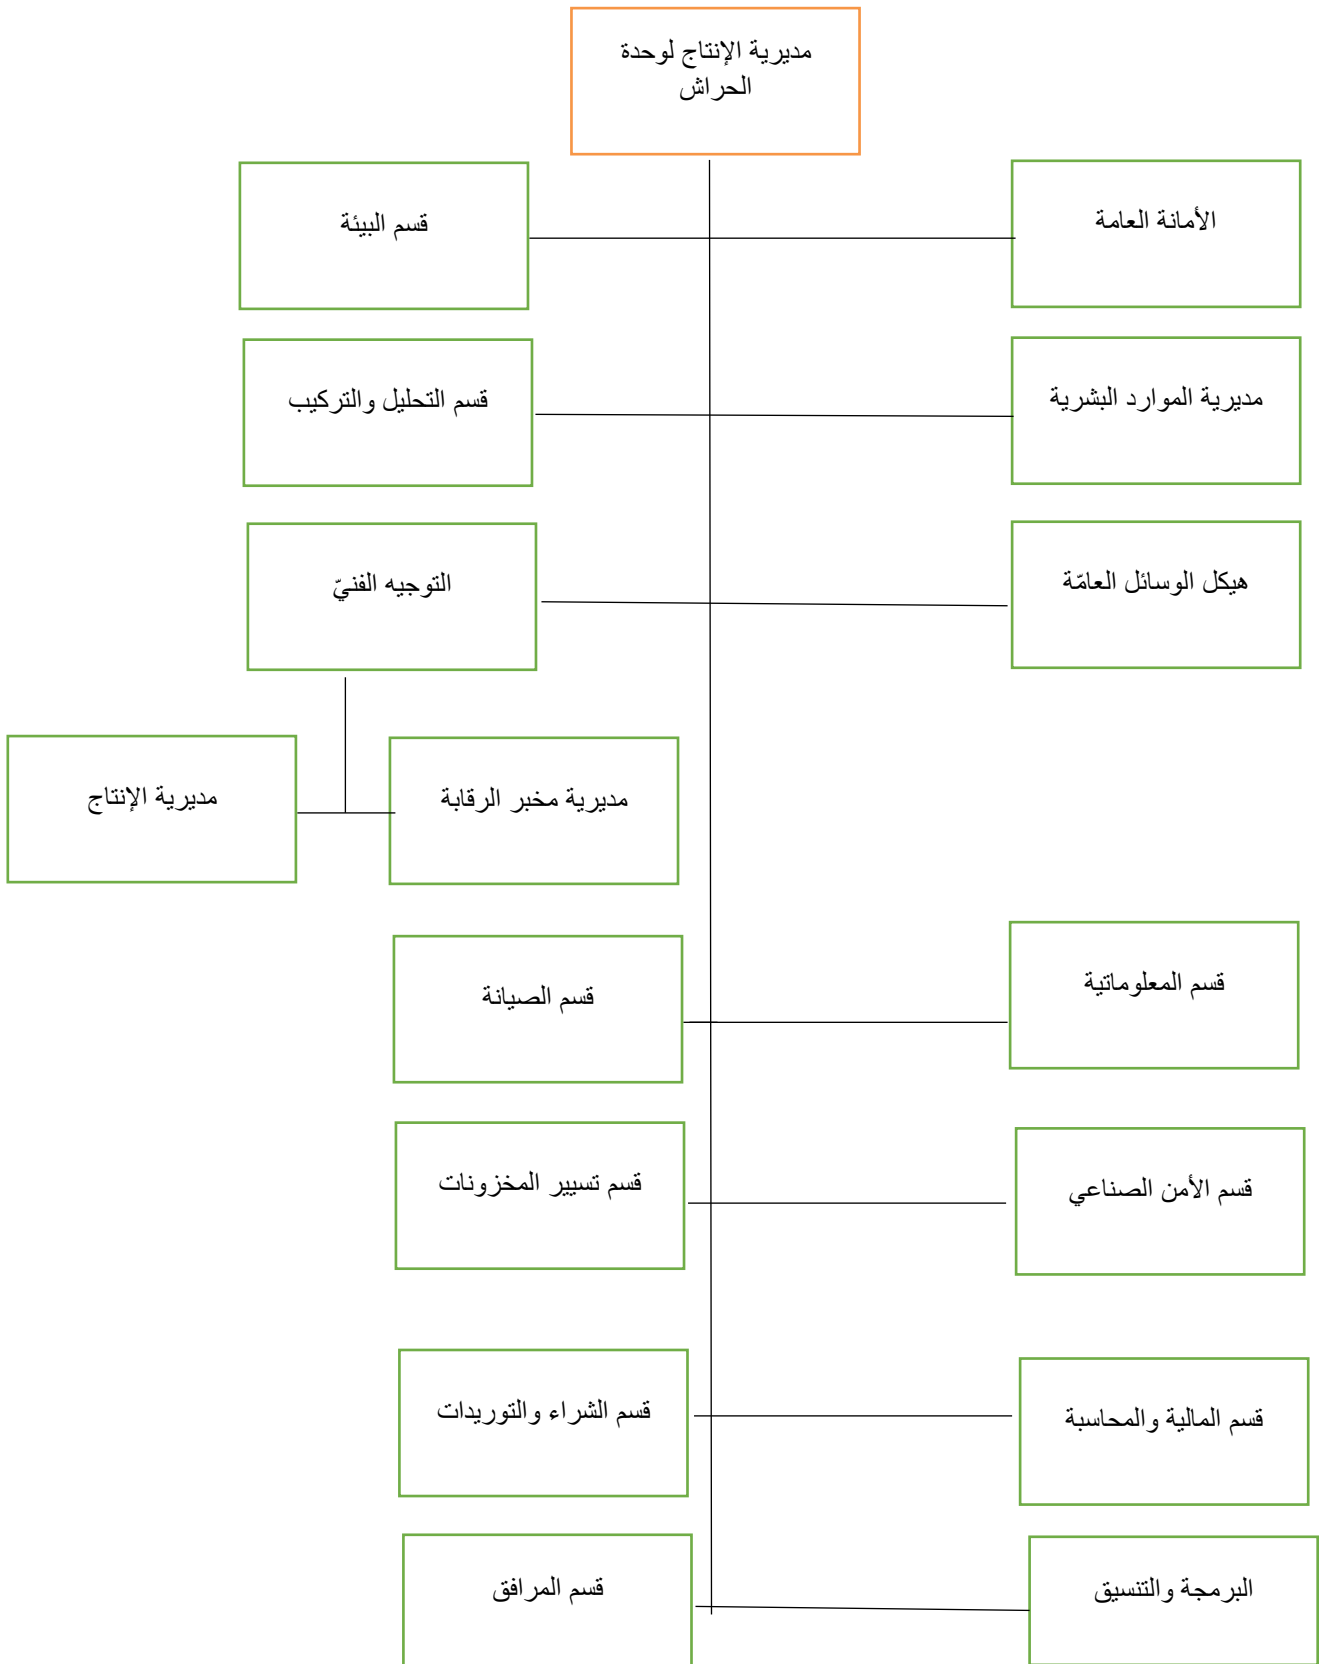 مديرية الإنتاج لوحدة
الحراش
الأمانة العامة
قسم البيئة
مديرية الموارد البشرية
قسم التحليل والتركيب
هيكل الوسائل العامّة
التوجيه الفنيّ
مديرية مخبر الرقابة
مديرية الإنتاج
قسم المعلوماتية
قسم الصيانة
قسم الأمن الصناعي
قسم تسيير المخزونات
قسم المالية والمحاسبة
قسم الشراء والتوريدات
البرمجة والتنسيق
قسم المرافق